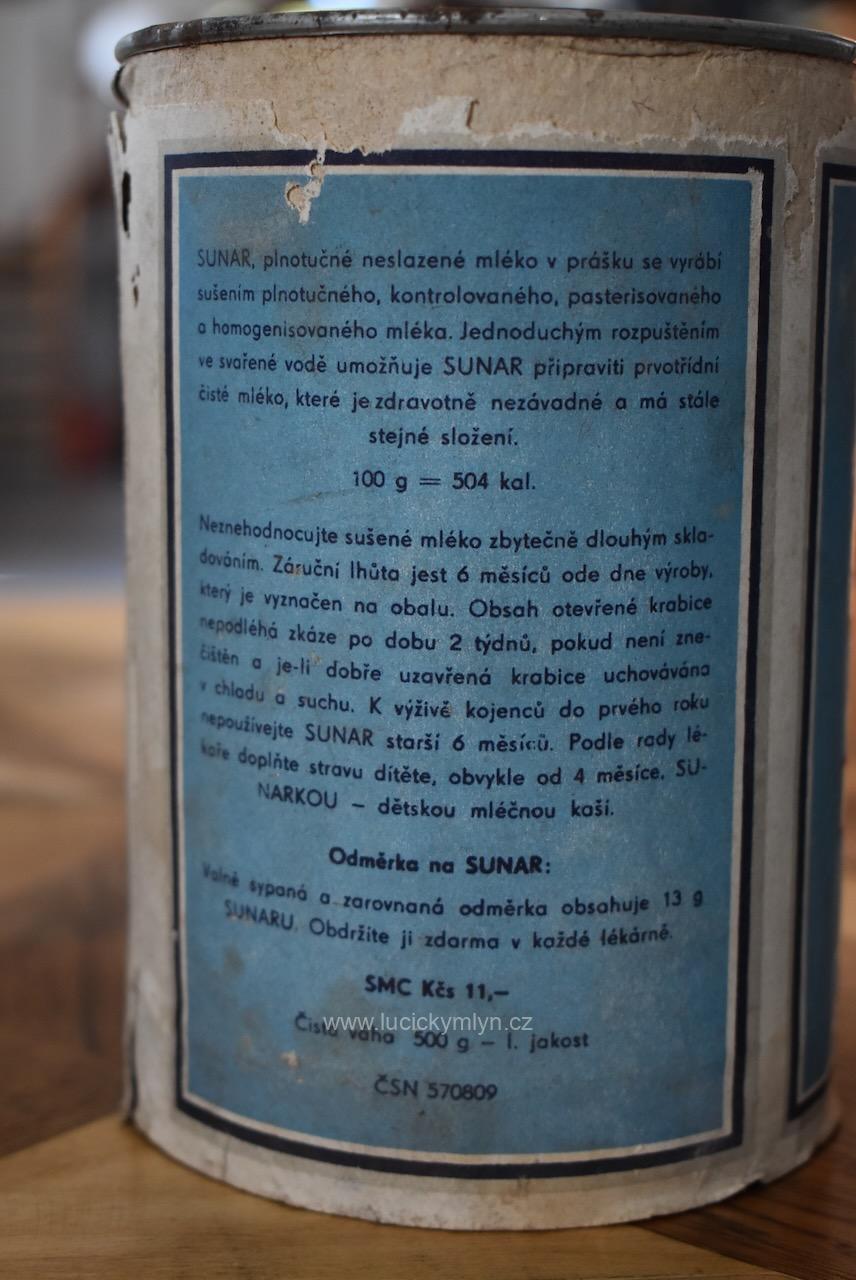 SUNAR, plnotučné neslazené mléko v prášku se vyrábí
sušením plnotučného, kontrolovaného, pasterisovaného
a homogenisovaného mléka. Jednoduchým rozpuštěním
ve svařené vodě umožňuje SUNAR připraviti prvotřídní
čisté mléko, které je zdravotně nezávadné a má stále
stejné složení.
100 g = 504 kal.
Neznehodnocujte sušené mléko zbytečně dlouhým skla-
dováním. Záruční lhůta jest 6 měsíců ode dne výroby,
který je vyznačen na obalu. Obsah otevřené krabice
nepodléhá zkáze po dobu 2 týdnů, pokud není zne-
čištěn a je-li dobře uzavřená krabice uchovávána
v chladu a suchu. K výživě kojenců do prvého roku
nepoužívejte SUNAR starší 6 měsíců. Podle rady lé-
kaře doplňte stravu dítěte, obvykle od 4 měsíce, SU-
NARKOU – dětskou mléčnou kaší.
Odměrka na SUNAR:
Volně sypaná a zarovnaná odměrka obsahuje 13 g
SUNARU. Obdržíte ji zdarma v každé lékárně.
SMC Kčs 11,–
www.lucickymlyn.cz
Čistá váha 500 g – I. jakost
ČSN 570809